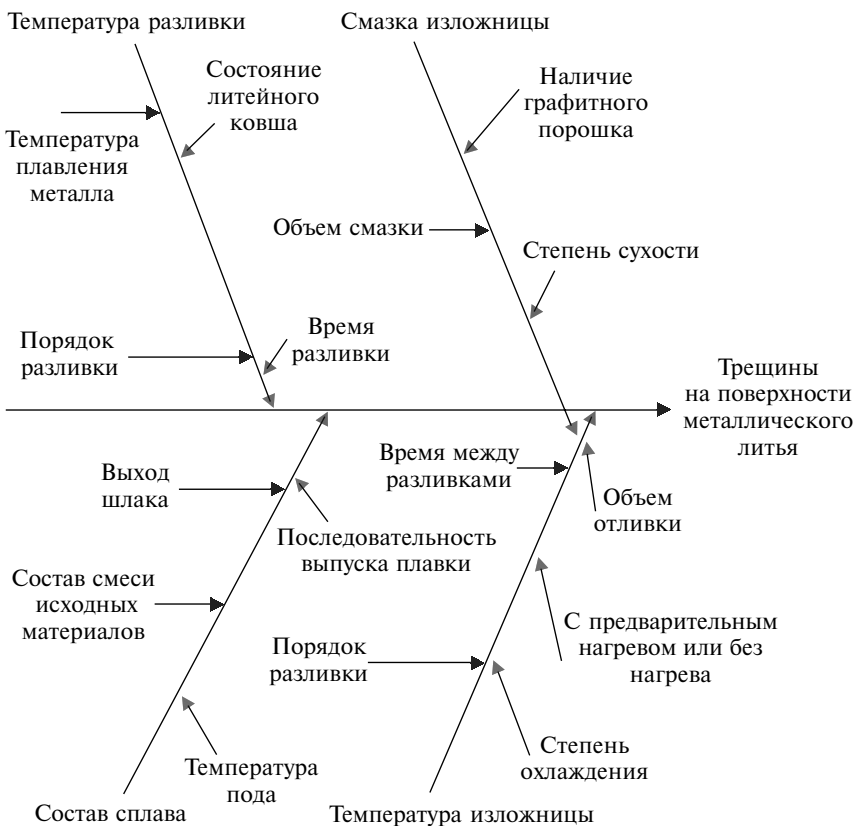 Температура разливки
Смазка изложницы
Состояние
литейного
ковша
Наличие
графитного
порошка
Температура
плавления
металла
Объем смазки
Степень сухости
Порядок
разливки
Время
разливки
Трещины
на поверхности
металлического
литья
Выход
шлака
Время между
разливками
Объем
отливки
Последовательность
выпуска плавки
Состав смеси
исходных
материалов
С предварительным
нагревом или без
нагрева
Порядок
разливки
Температура
пода
Степень
охлаждения
Состав сплава
Температура изложницы